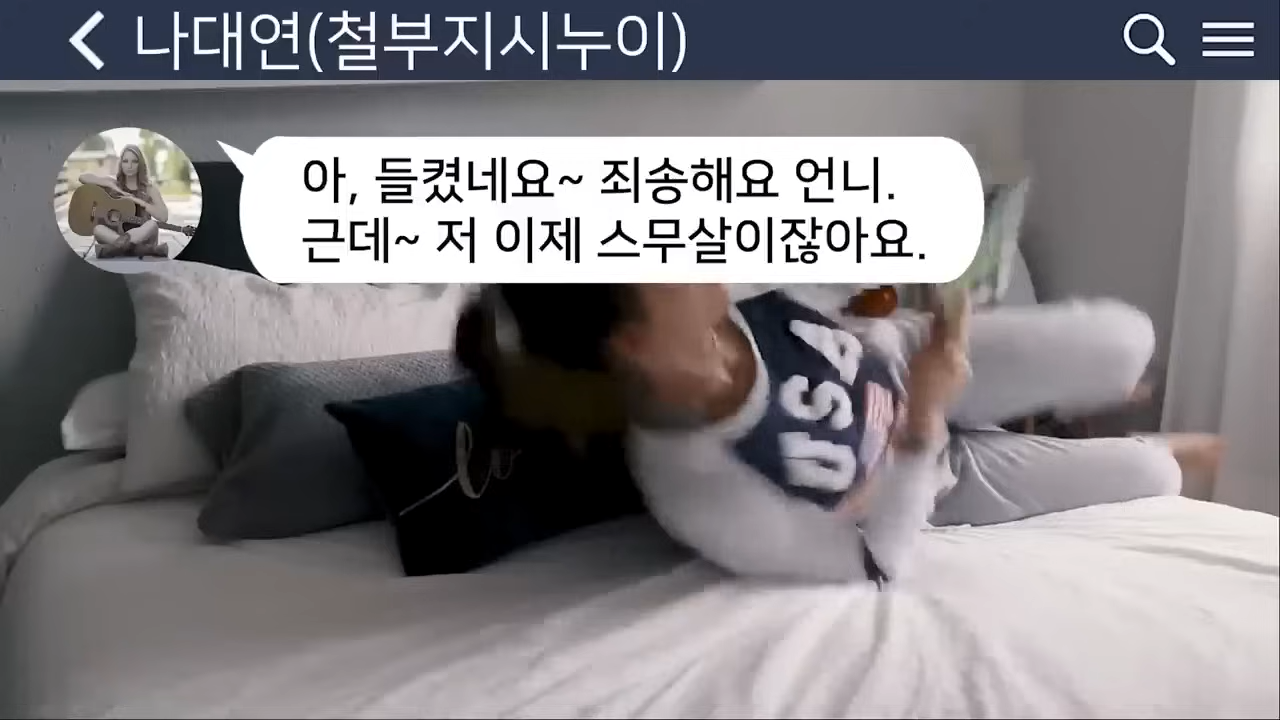 나대연(철부지시누이)
아, 들켰네요~ 죄송해요 언니.
근데~ 저 이제 스무살이잖아요.
USA